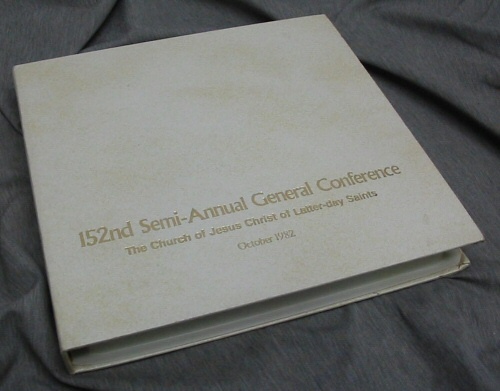 152nd Semi-Annual General Conference
The Church of Jesus Christ of Latter-day Saints
October 1982